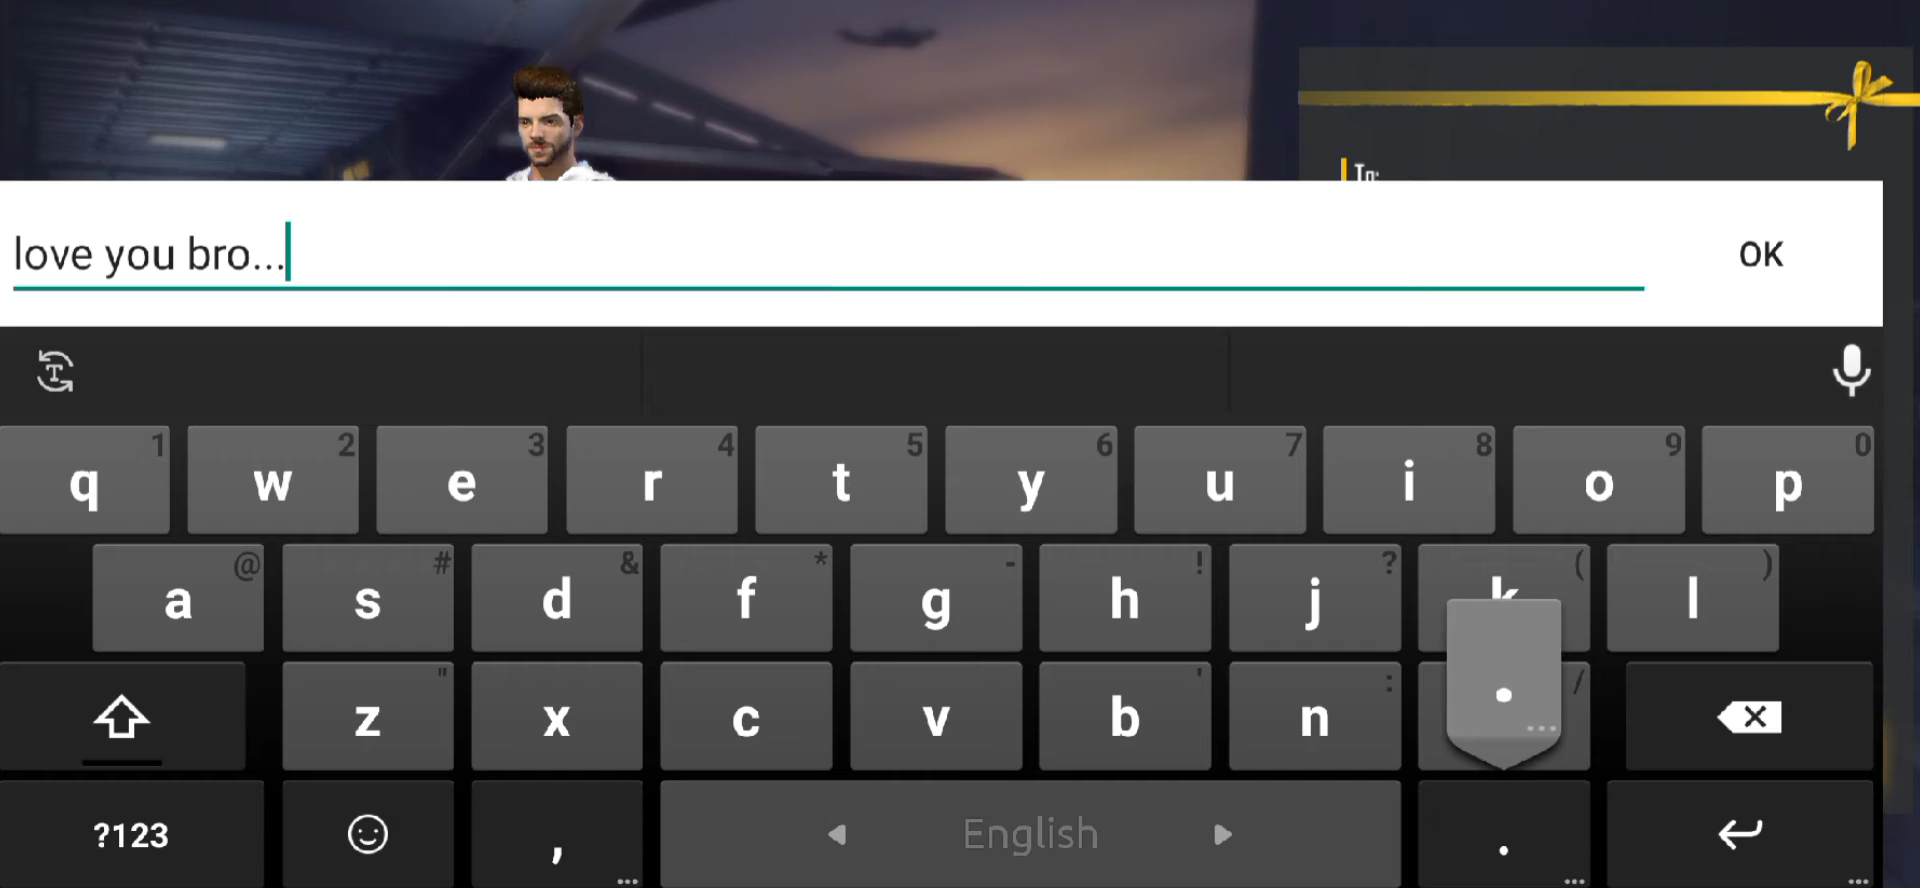 To:
love you bro...
OK
1 2 3 4 5 6 7 8 9 0
q w e r t y u i o p
@ # & * - ! ? ( )
a s d f g h j k l
" ' : /
z x c v b n .
?123 , English .